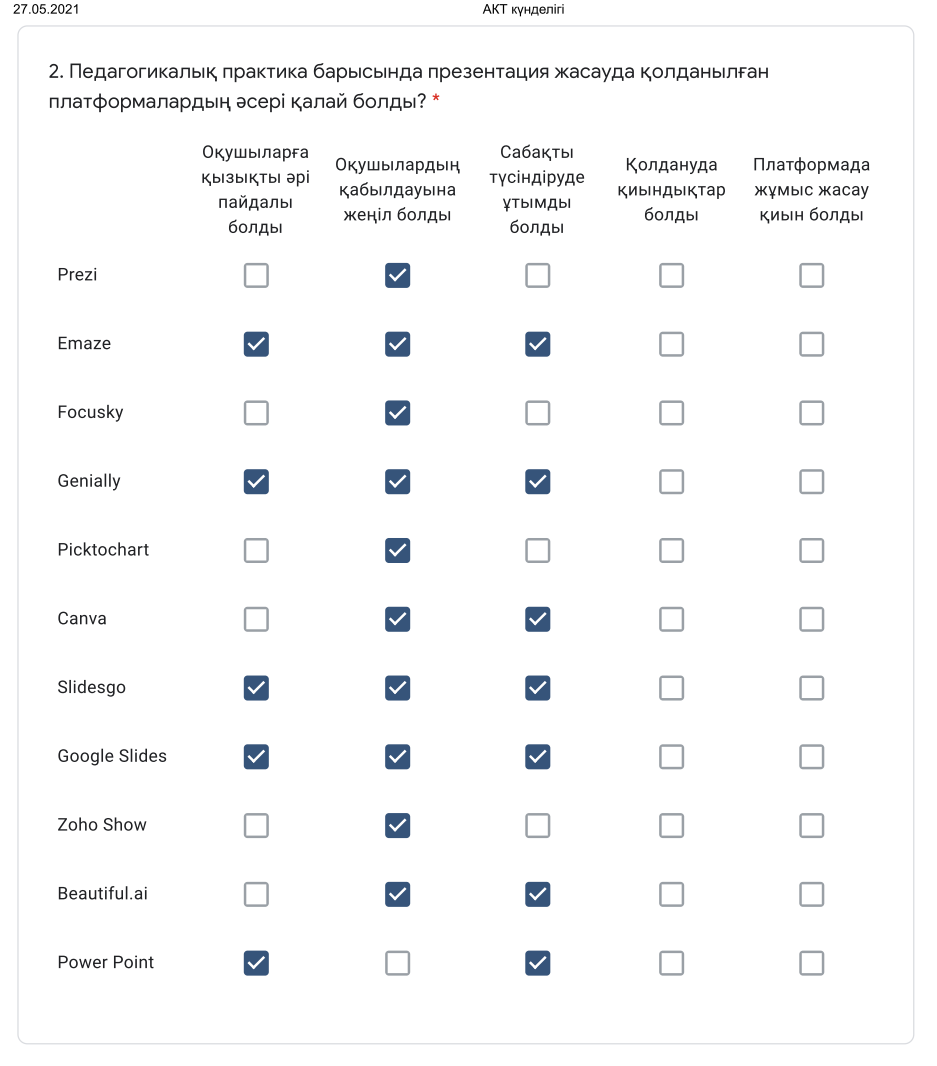 27.05.2021 АКТ күнделігі
2. Педагогикалық практика барысында презентация жасауда қолданылған
платформалардың әсері қалай болды? *
Оқушыларға
қызықты әрі
пайдалы
болды
Оқушылардың
қабылдауына
жеңіл болды
Сабақты
түсіндіруде
ұтымды
болды
Қолдануда
қиындықтар
болды
Платформада
жұмыс жасау
қиын болды
Prezi
Emaze
Focusky
Genially
Picktochart
Canva
Slidesgo
Google Slides
Zoho Show
Beautiful.ai
Power Point